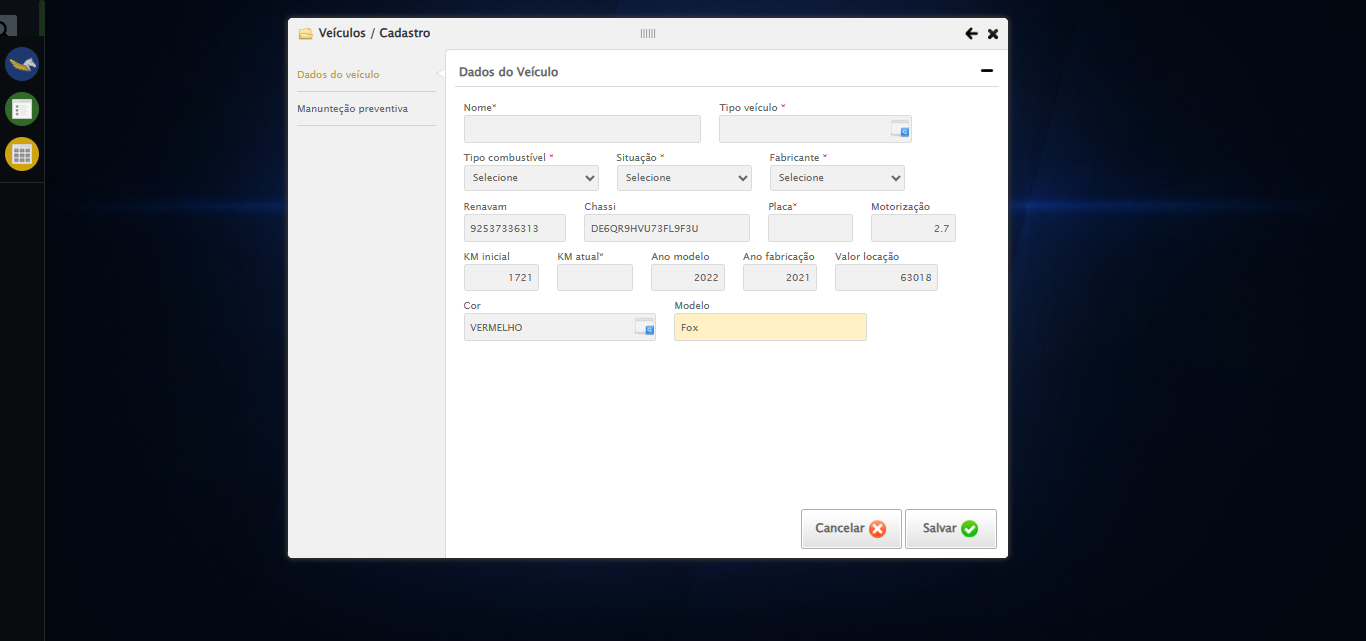 Veículos / Cadastro
Dados do veículo
Manunteção preventiva
Dados do Veículo
Nome* Tipo veículo *
Tipo combustível * Situação * Fabricante *
Selecione Selecione Selecione
Renavam Chassi Placa* Motorização
92537336313 DE6QR9HVU73FL9F3U 2.7
KM inicial KM atual* Ano modelo Ano fabricação Valor locação
1721 2022 2021 63018
Cor Modelo
VERMELHO Fox
Cancelar Salvar